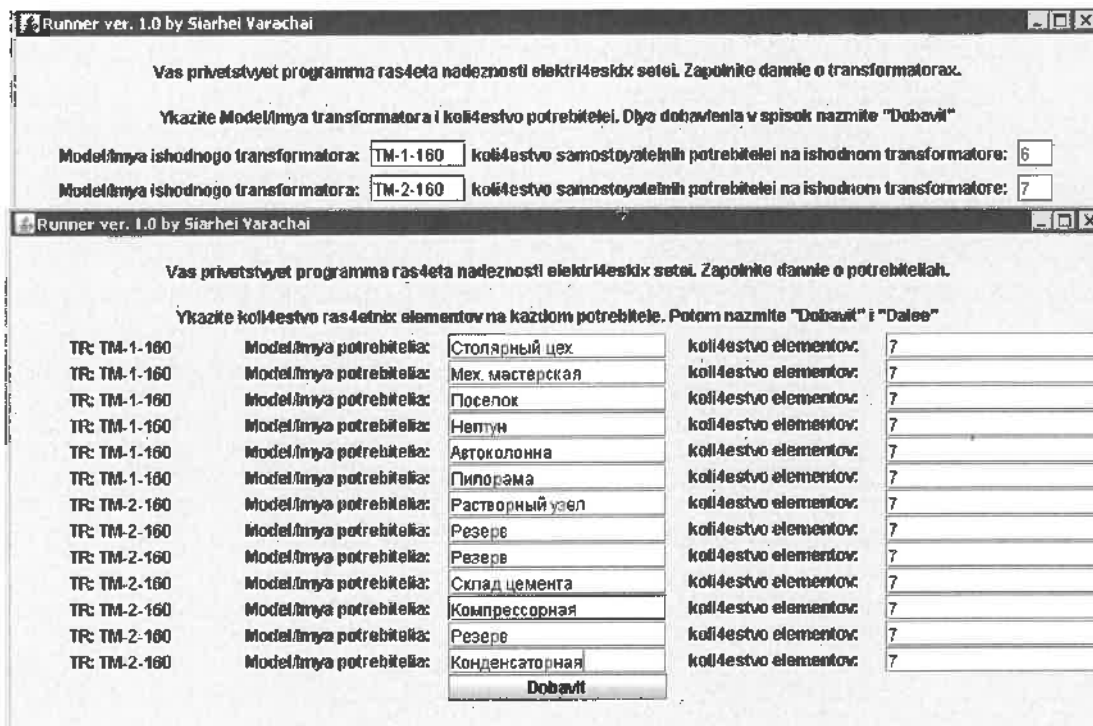 Runner ver. 1.0 by Siarhei Varachai
Vas privetstvyet programma ras4eta nadeznosti elektri4eskix setei. Zapolnite dannie o transformatorax.
Ykazite Model/Imya transformatora i koli4estvo potrebitelei. Dlya dobavlenia v spisok nazmite "Dobavit"
Model/Imya ishodnogo transformatora: TM-1-160 koli4estvo samostoyatelnih potrebitelei na ishodnom transformatore: 6
Model/Imya ishodnogo transformatora: TM-2-160 koli4estvo samostoyatelnih potrebitelei na ishodnom transformatore: 7
Runner ver. 1.0 by Siarhei Varachai
Vas privetstvyet programma ras4eta nadeznosti elektri4eskix setei. Zapolnite dannie o potrebiteliah.
Ykazite koli4estvo ras4etnix elementov na kazdom potrebitele. Potom nazmite "Dobavit" i "Dalee"
TR: TM-1-160 Model/Imya potrebitelia: Столярный цех koli4estvo elementov: 7
TR: TM-1-160 Model/Imya potrebitelia: Мех. мастерская koli4estvo elementov: 7
TR: TM-1-160 Model/Imya potrebitelia: Поселок koli4estvo elementov: 7
TR: TM-1-160 Model/Imya potrebitelia: Нептун koli4estvo elementov: 7
TR: TM-1-160 Model/Imya potrebitelia: Автоколонна koli4estvo elementov: 7
TR: TM-1-160 Model/Imya potrebitelia: Пилорама koli4estvo elementov: 7
TR: TM-2-160 Model/Imya potrebitelia: Растворный узел koli4estvo elementov: 7
TR: TM-2-160 Model/Imya potrebitelia: Резерв koli4estvo elementov: 7
TR: TM-2-160 Model/Imya potrebitelia: Резерв koli4estvo elementov: 7
TR: TM-2-160 Model/Imya potrebitelia: Склад цемента koli4estvo elementov: 7
TR: TM-2-160 Model/Imya potrebitelia: Компрессорная koli4estvo elementov: 7
TR: TM-2-160 Model/Imya potrebitelia: Резерв koli4estvo elementov: 7
TR: TM-2-160 Model/Imya potrebitelia: Конденсаторная koli4estvo elementov: 7
Dobavit